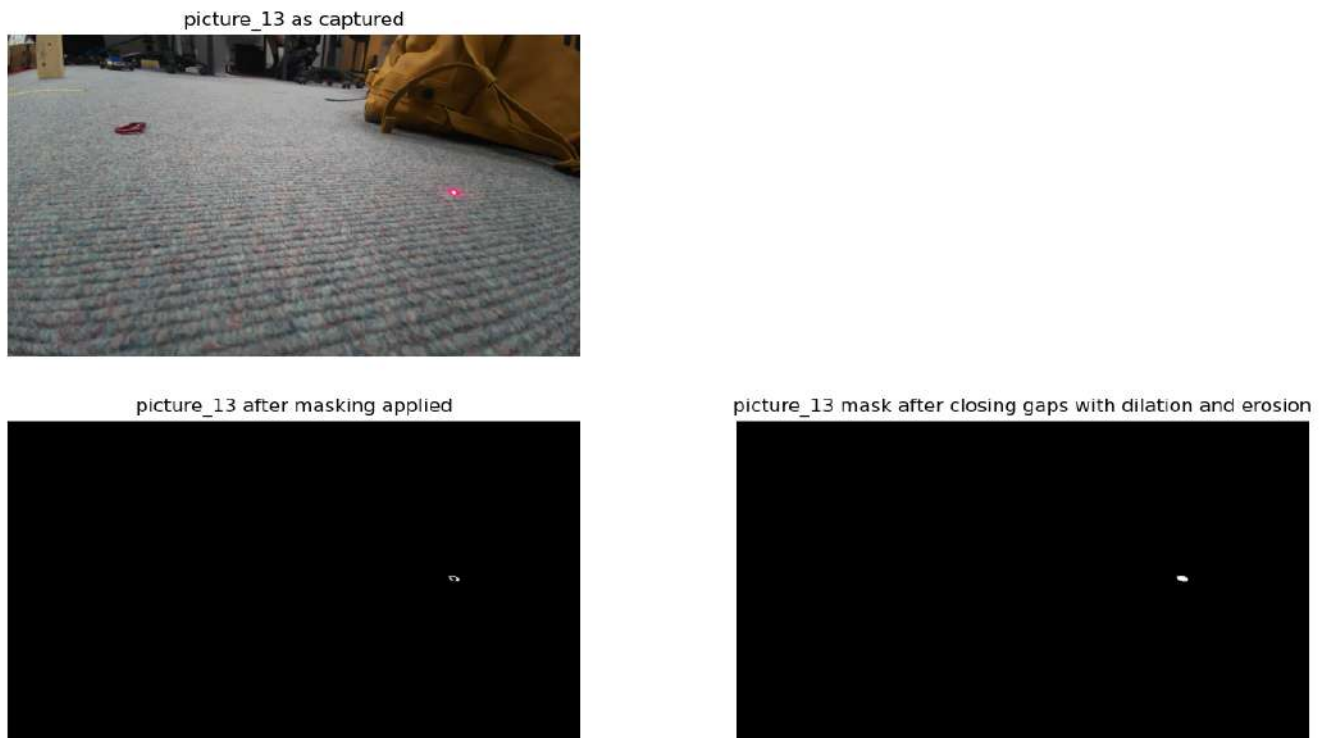 picture_13 as captured
picture_13 after masking applied
picture_13 mask after closing gaps with dilation and erosion